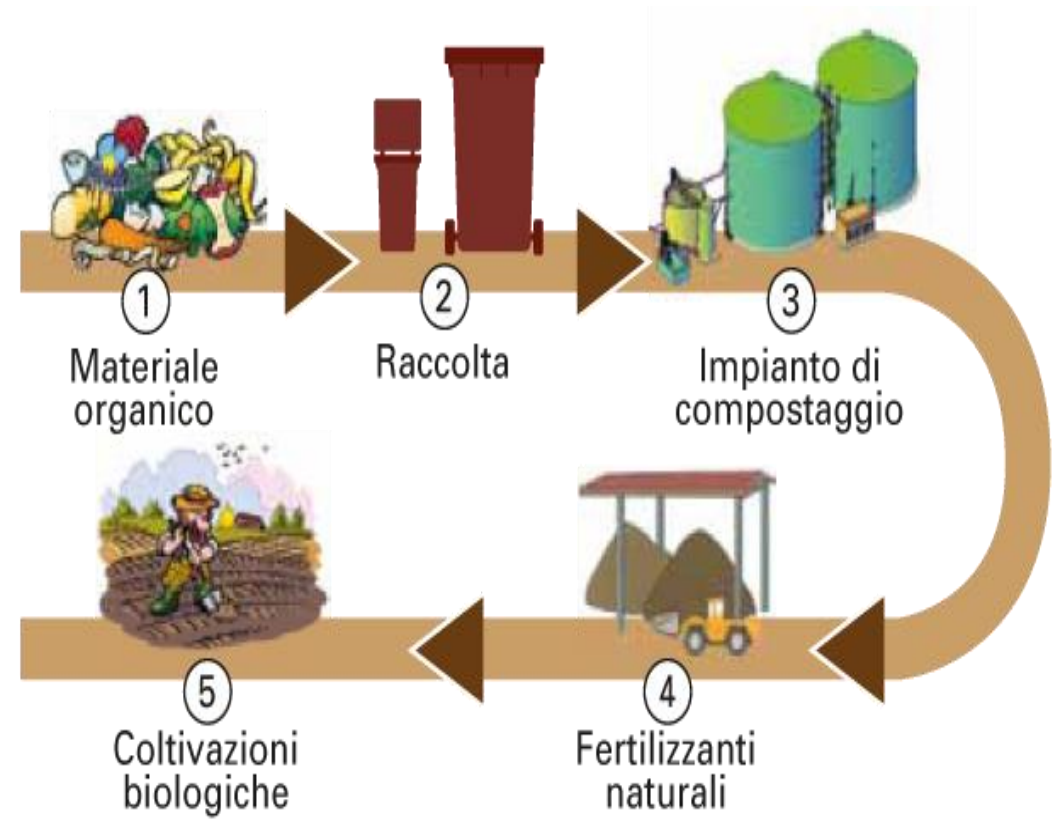 1
Materiale
organico
2
Raccolta
3
Impianto di
compostaggio
4
Fertilizzanti
naturali
5
Coltivazioni
biologiche